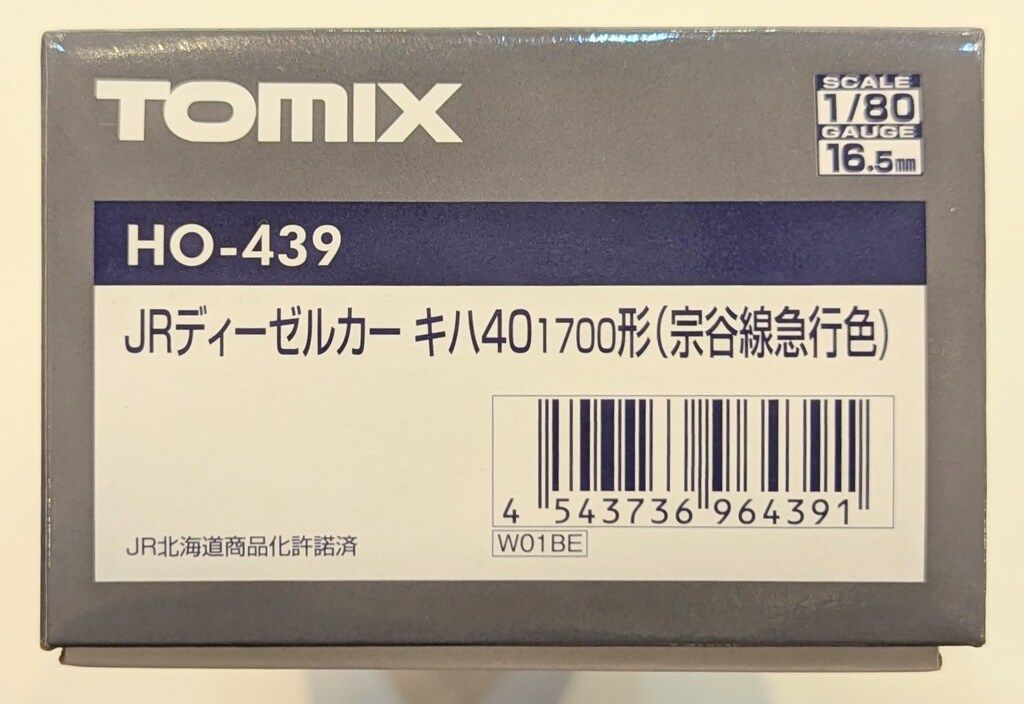 TOMIX
SCALE
1/80
GAUGE
16.5mm
HO-439
JRディーゼルカー キハ401700形(宗谷線急行色)
4 543736 964391
W01BE
JR北海道商品化許諾済